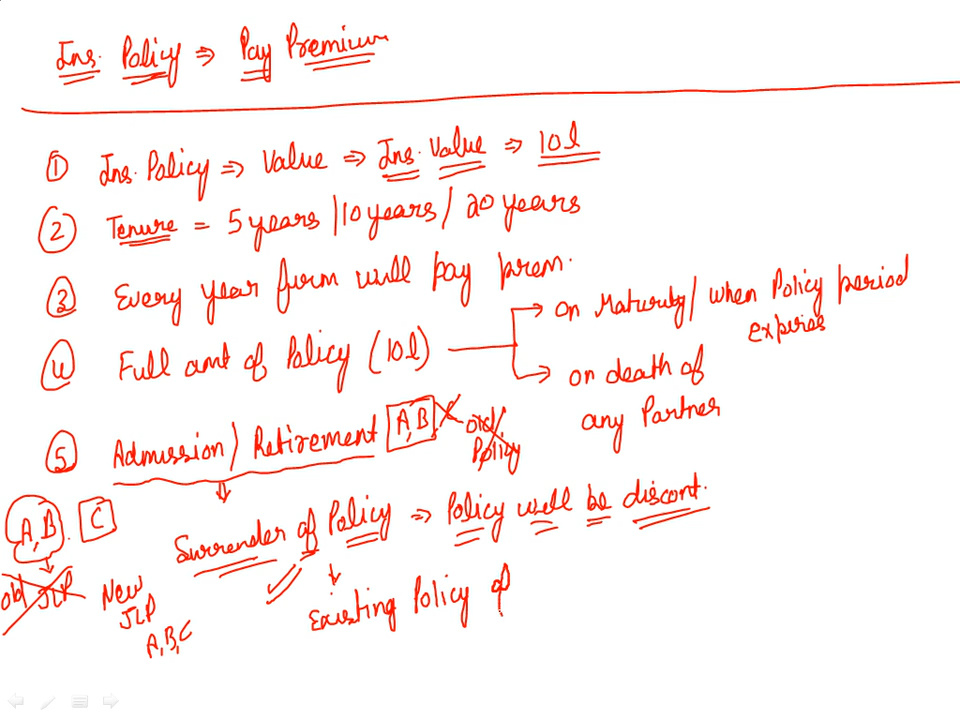 Ins. Policy ⇒ Pay Premium
① Ins. Policy ⇒ Value ⇒ Ins. Value ⇒ 10l
② Tenure = 5 years / 10 years / 20 years
③ Every year firm will pay prem.
④ Full amt of Policy (10l)
→ on Maturity / when Policy period
expires
→ on death of
any Partner
⑤ Admission / Retirement A, B, C
Old
Policy
↓
A, B. C
Surrender of Policy ⇒ Policy will be discont.
Old JLP
New
JLP
A, B, C
Existing Policy of